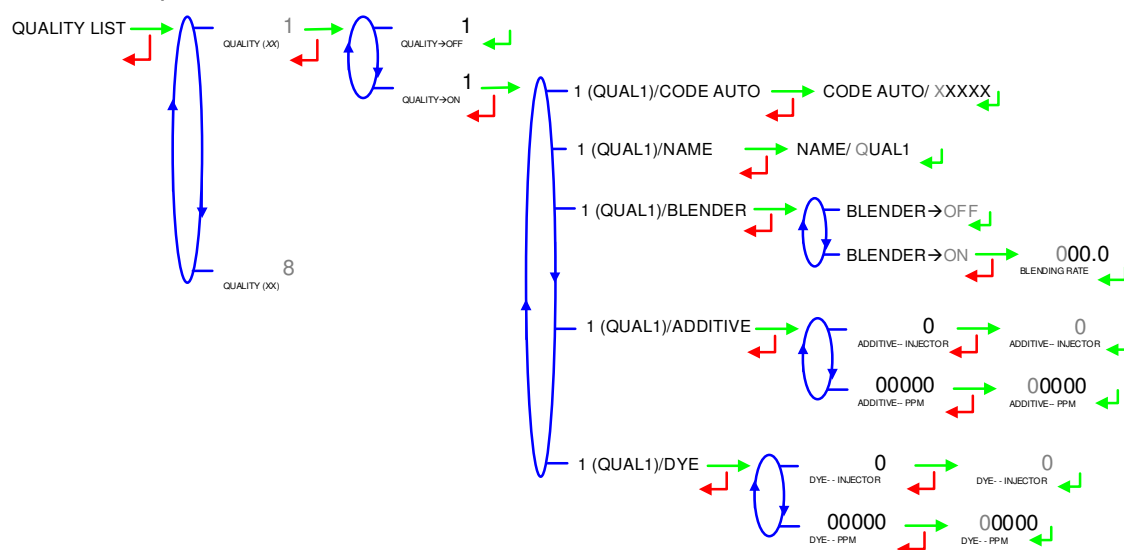 QUALITY LIST
1
QUALITY (XX)
8
QUALITY (XX)
1
QUALITY→OFF
1
QUALITY→ON
1 (QUAL1)/CODE AUTO
CODE AUTO/ XXXXX
1 (QUAL1)/NAME
NAME/ QUAL1
1 (QUAL1)/BLENDER
BLENDER→OFF
BLENDER→ON
000.0
BLENDING RATE
1 (QUAL1)/ADDITIVE
0
ADDITIVE-- INJECTOR
0
ADDITIVE-- INJECTOR
00000
ADDITIVE-- PPM
00000
ADDITIVE-- PPM
1 (QUAL1)/DYE
0
DYE- - INJECTOR
0
DYE- - INJECTOR
00000
DYE- - PPM
00000
DYE- - PPM